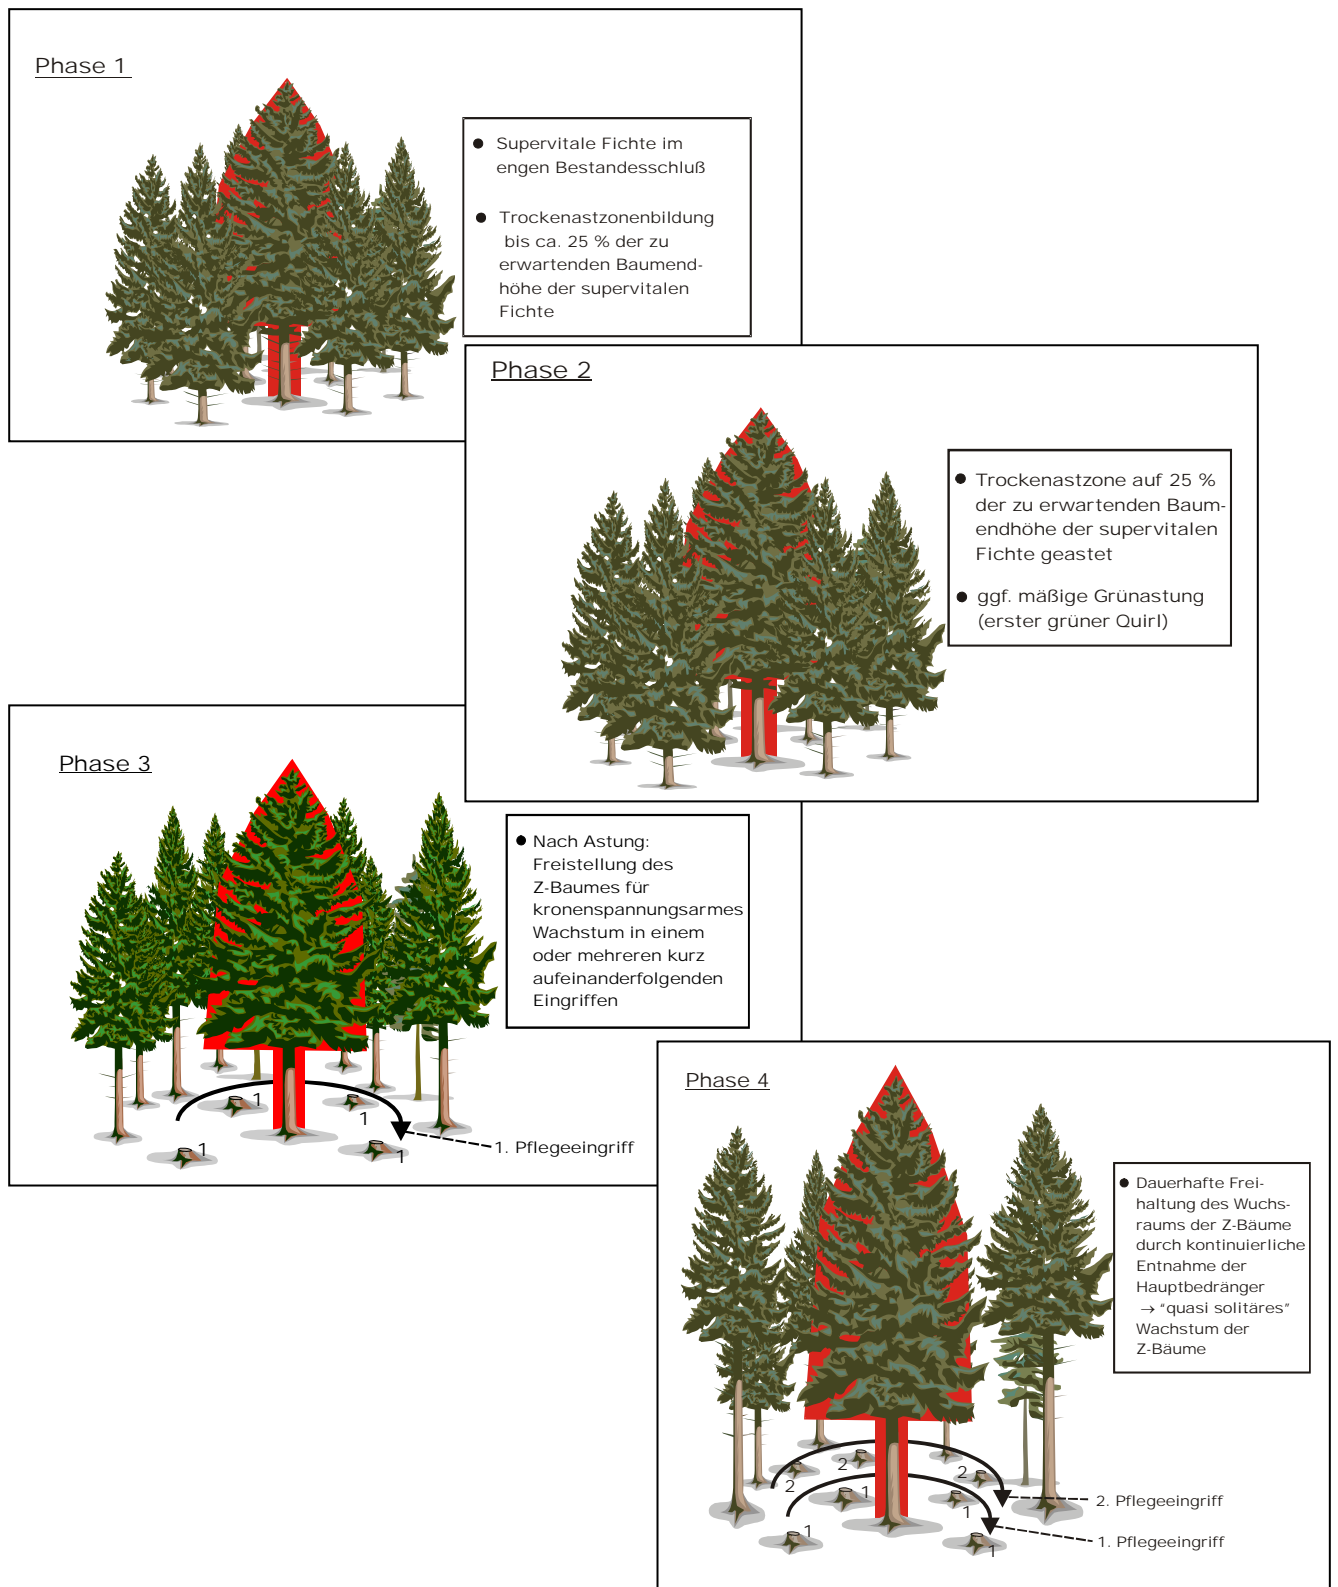 Phase 1
● Supervitale Fichte im
engen Bestandesschluß
● Trockenastzonenbildung
bis ca. 25 % der zu
erwartenden Baumend-
höhe der supervitalen
Fichte
Phase 2
● Trockenastzone auf 25 %
der zu erwartenden Baum-
endhöhe der supervitalen
Fichte geastet
● ggf. mäßige Grünastung
(erster grüner Quirl)
Phase 3
● Nach Astung:
Freistellung des
Z-Baumes für
kronenspannungsarmes
Wachstum in einem
oder mehreren kurz
aufeinanderfolgenden
Eingriffen
1
1
1
1
1. Pflegeeingriff
Phase 4
● Dauerhafte Frei-
haltung des Wuchs-
raums der Z-Bäume
durch kontinuierliche
Entnahme der
Hauptbedränger
→ “quasi solitäres”
Wachstum der
Z-Bäume
2
2
2
1
1
1
1
2. Pflegeeingriff
1. Pflegeeingriff